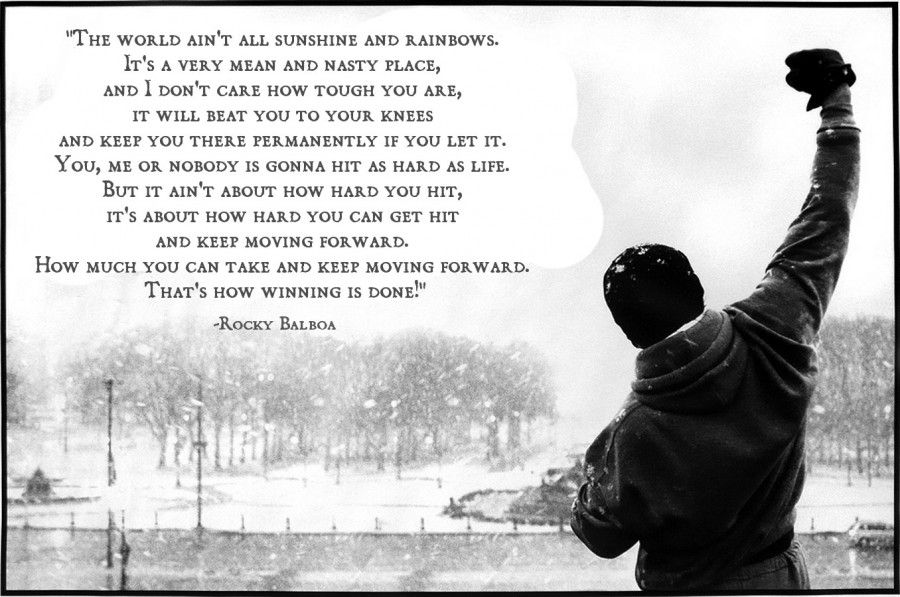 "The world ain't all sunshine and rainbows.
It's a very mean and nasty place,
and I don't care how tough you are,
it will beat you to your knees
and keep you there permanently if you let it.
You, me or nobody is gonna hit as hard as life.
But it ain't about how hard you hit,
it's about how hard you can get hit
and keep moving forward.
How much you can take and keep moving forward.
That's how winning is done!"
-Rocky Balboa